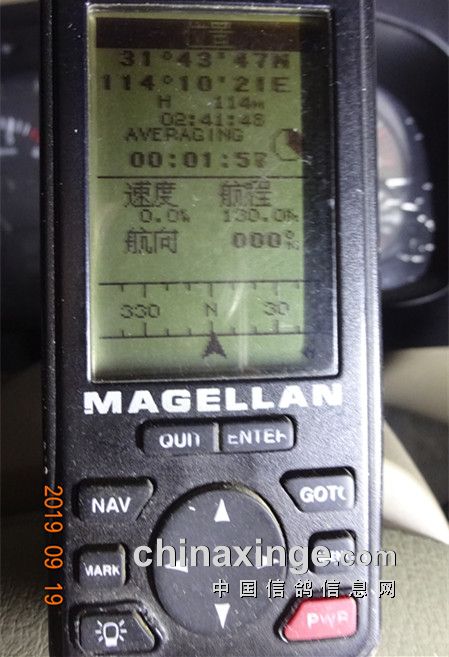 位置
31°43'47N
114°10'21E
H 114m
02:41:48
AVERAGING
00:01:57
速度 航程
0.0 130.0
航向 000°
330 N 30
MAGELLAN
QUIT ENTER
NAV GOTO
MARK
PWR
chinaxinge.com
中国信鸽信息网
2019 09 19